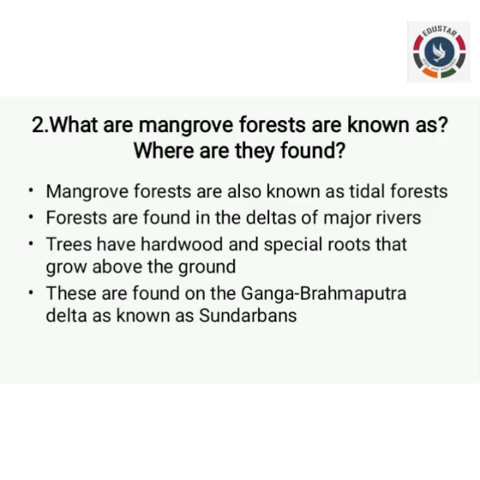 EDUSTAR
2.What are mangrove forests are known as?
Where are they found?
• Mangrove forests are also known as tidal forests
• Forests are found in the deltas of major rivers
• Trees have hardwood and special roots that
grow above the ground
• These are found on the Ganga-Brahmaputra
delta as known as Sundarbans